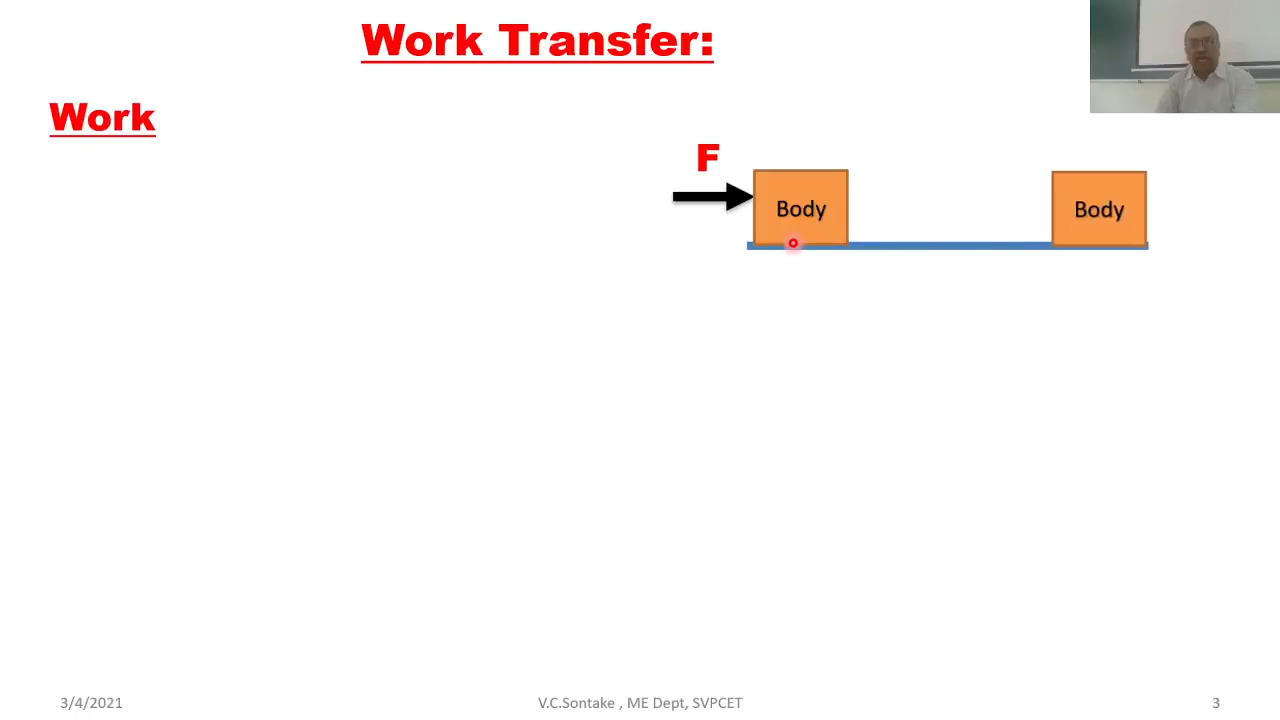 Work Transfer:
Work
F
Body
Body
3/4/2021
V.C.Sontake , ME Dept, SVPCET
3